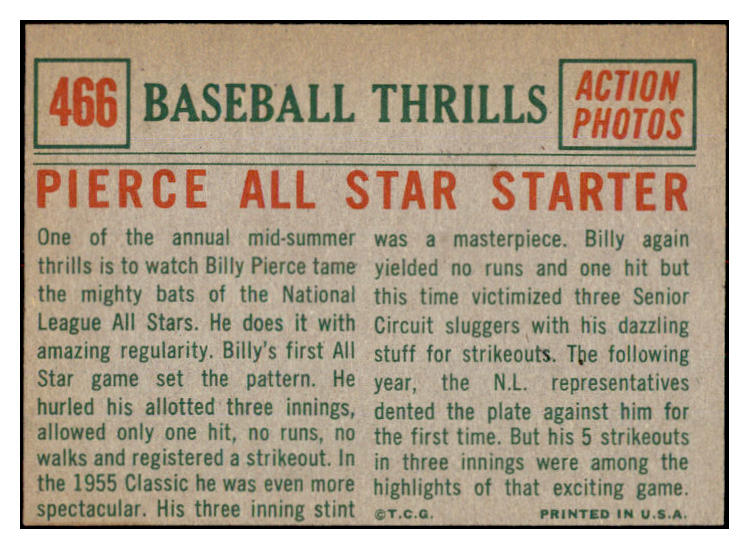 466
BASEBALL THRILLS
ACTION
PHOTOS
PIERCE ALL STAR STARTER
One of the annual mid-summer
thrills is to watch Billy Pierce tame
the mighty bats of the National
League All Stars. He does it with
amazing regularity. Billy's first All
Star game set the pattern. He
hurled his allotted three innings,
allowed only one hit, no runs, no
walks and registered a strikeout. In
the 1955 Classic he was even more
spectacular. His three inning stint
was a masterpiece. Billy again
yielded no runs and one hit but
this time victimized three Senior
Circuit sluggers with his dazzling
stuff for strikeouts. The following
year, the N.L. representatives
dented the plate against him for
the first time. But his 5 strikeouts
in three innings were among the
highlights of that exciting game.
©T.C.G. PRINTED IN U.S.A.